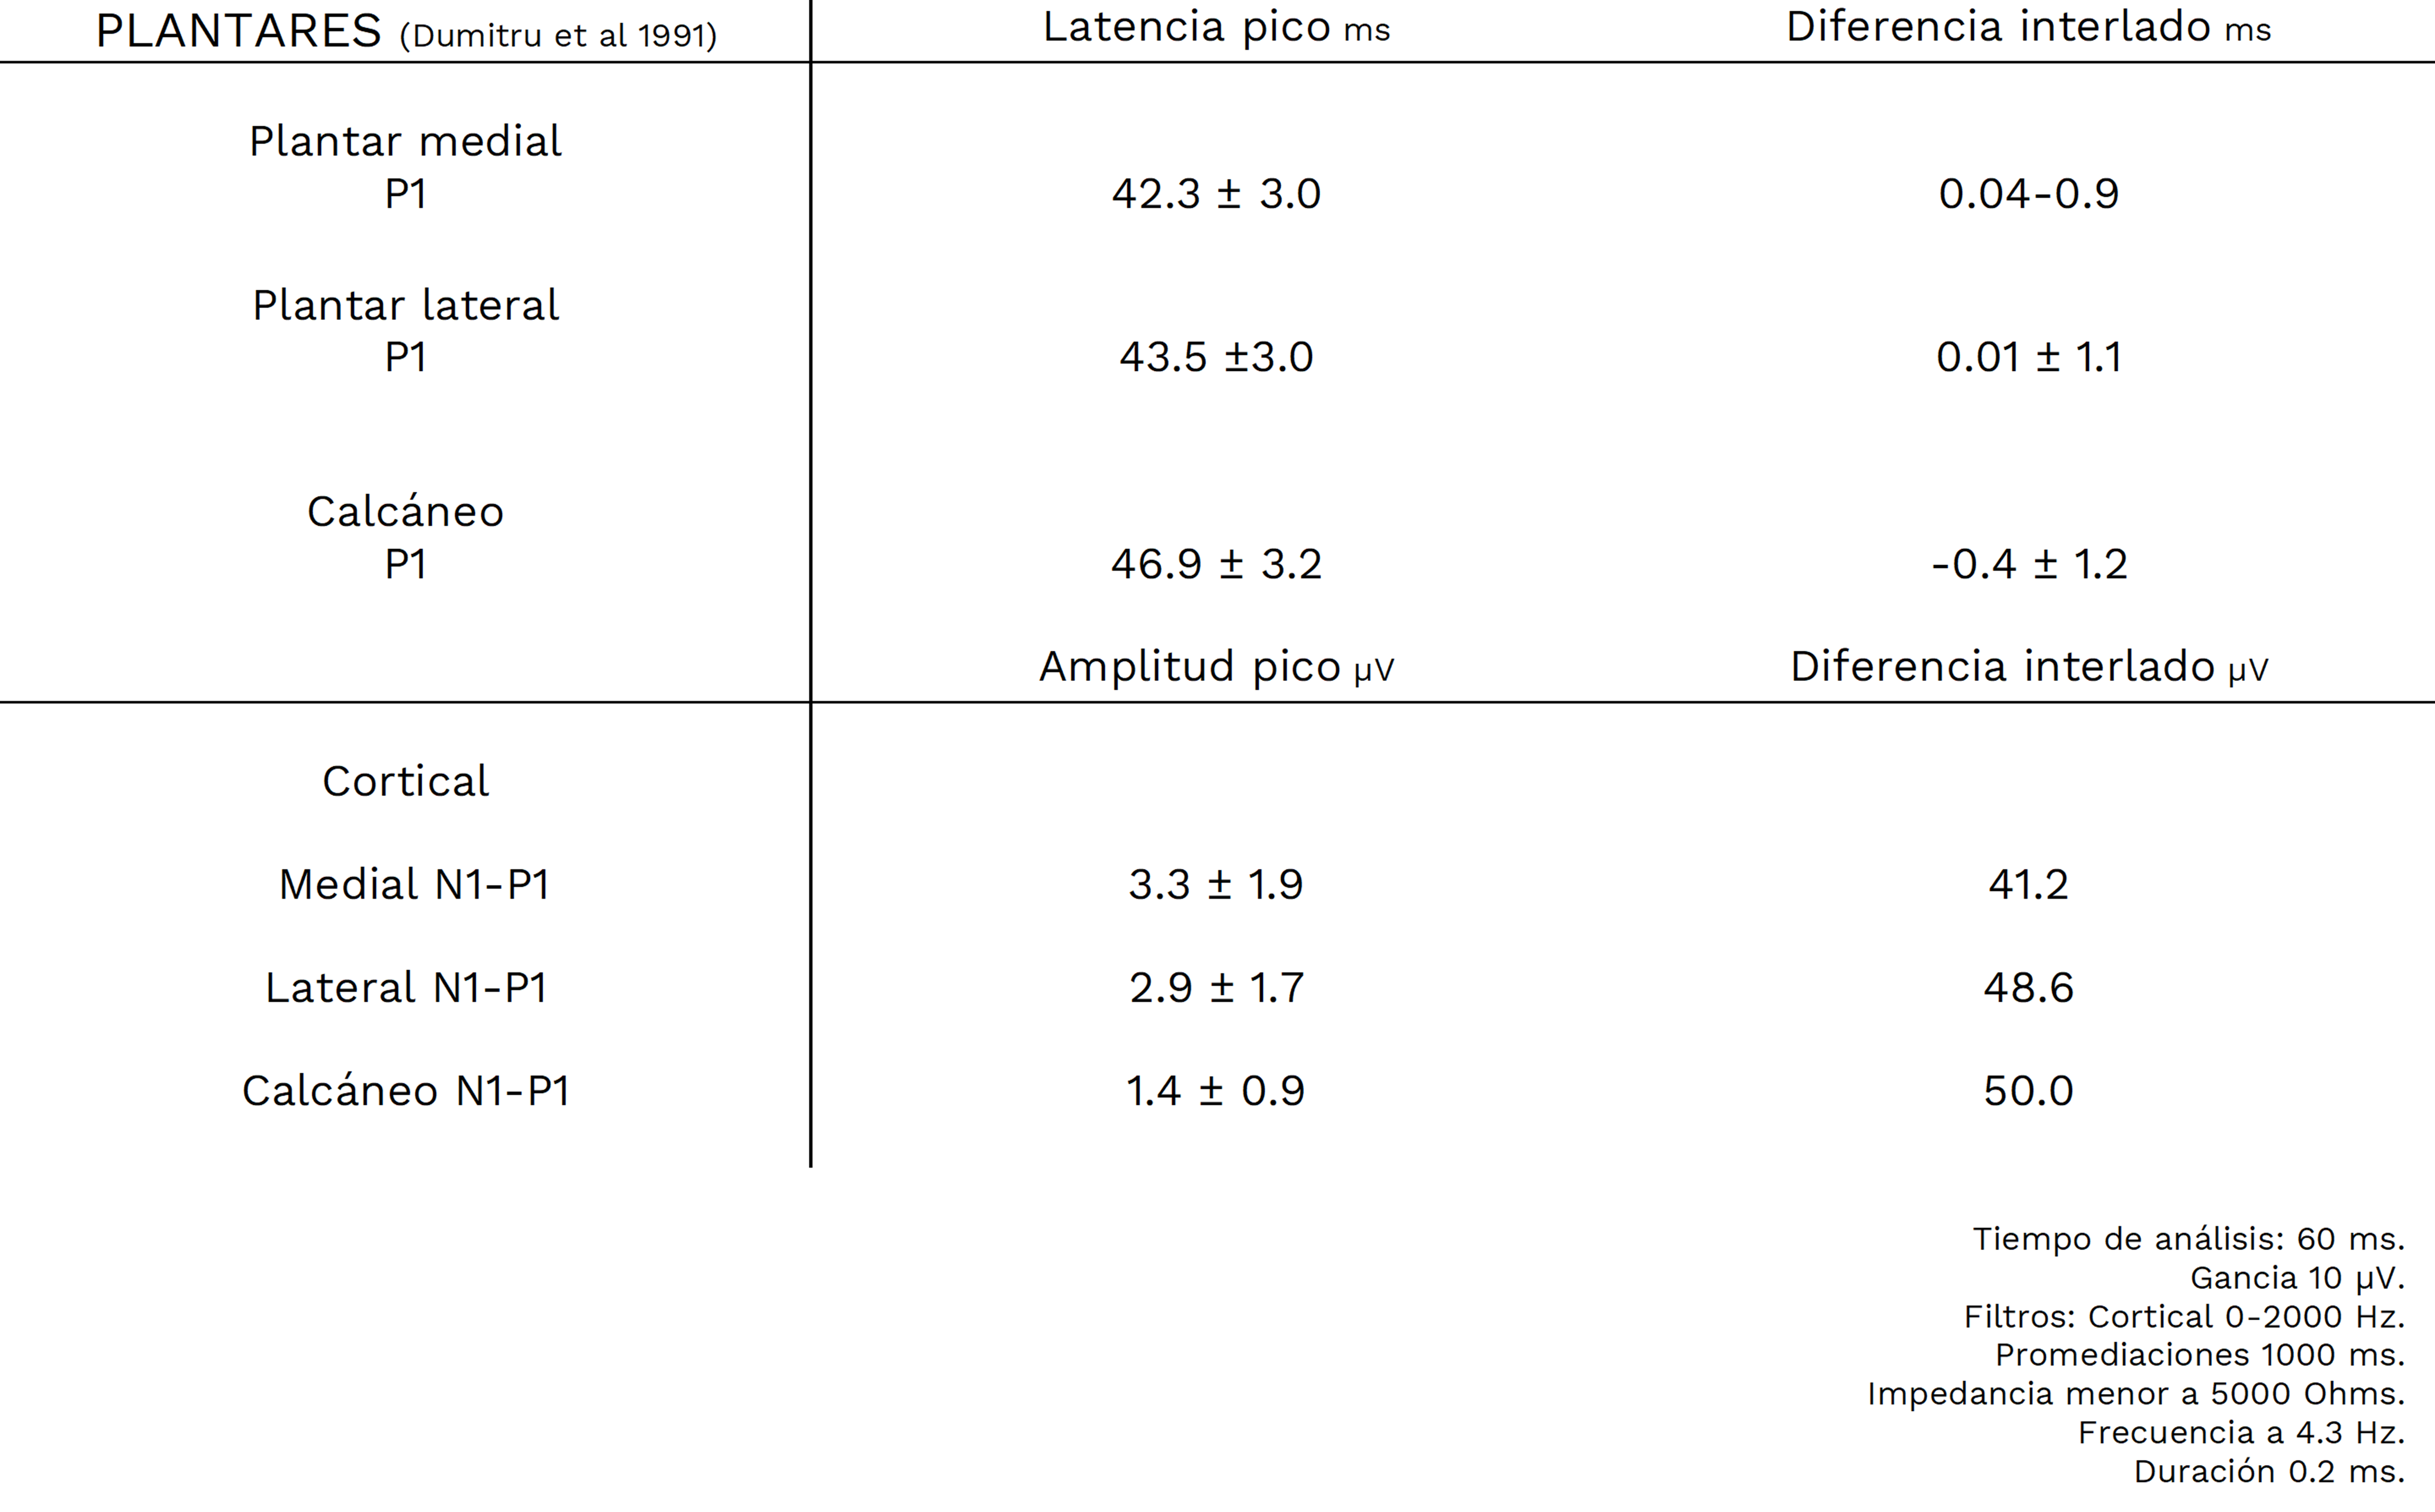 PLANTARES (Dumitru et al 1991) Latencia pico ms Diferencia interlado ms
Plantar medial
P1 42.3 ± 3.0 0.04-0.9
Plantar lateral
P1 43.5 ±3.0 0.01 ± 1.1
Calcáneo
P1 46.9 ± 3.2 -0.4 ± 1.2
Amplitud pico µV Diferencia interlado µV
Cortical
Medial N1-P1 3.3 ± 1.9 41.2
Lateral N1-P1 2.9 ± 1.7 48.6
Calcáneo N1-P1 1.4 ± 0.9 50.0
Tiempo de análisis: 60 ms.
Gancia 10 µV.
Filtros: Cortical 0-2000 Hz.
Promediaciones 1000 ms.
Impedancia menor a 5000 Ohms.
Frecuencia a 4.3 Hz.
Duración 0.2 ms.